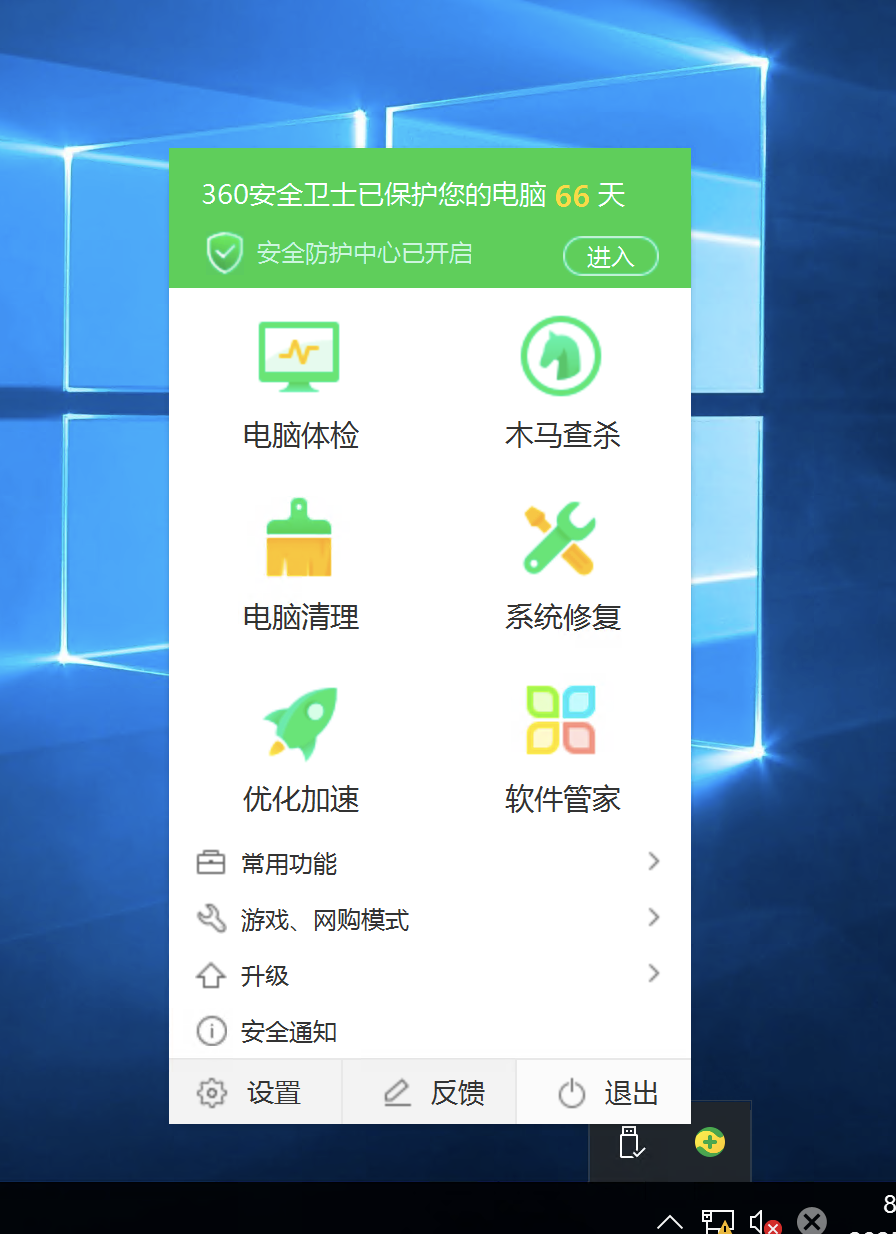 360安全卫士已保护您的电脑 66 天
安全防护中心已开启 进入
电脑体检 木马查杀
电脑清理 系统修复
优化加速 软件管家
常用功能
游戏、网购模式
升级
安全通知
设置 反馈 退出
8